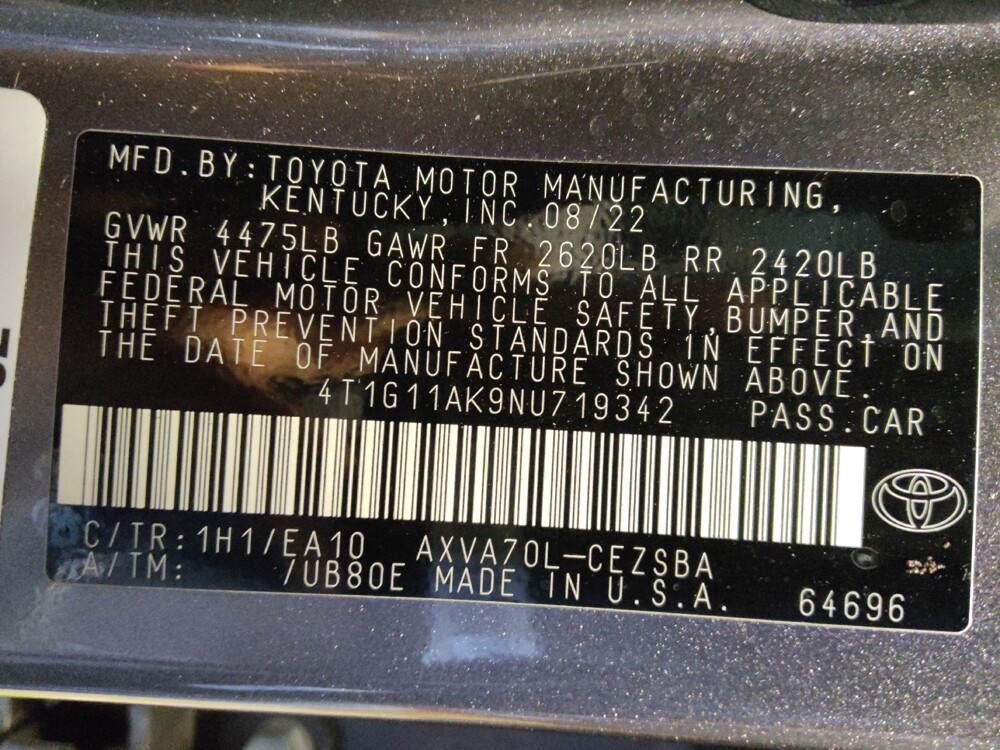 MFD.BY:TOYOTA MOTOR MANUFACTURING,
KENTUCKY,INC.08/22
GVWR 4475LB GAWR FR 2620LB RR 2420LB
THIS VEHICLE CONFORMS TO ALL APPLICABLE
FEDERAL MOTOR VEHICLE SAFETY,BUMPER,AND
THEFT PREVENTION STANDARDS IN EFFECT ON
THE DATE OF MANUFACTURE SHOWN ABOVE.
4T1G11AK9NU719342 PASS.CAR
C/TR:1H1/EA10 AXVA70L-CEZSBA
A/TM: /UB80E MADE IN U.S.A. 64696